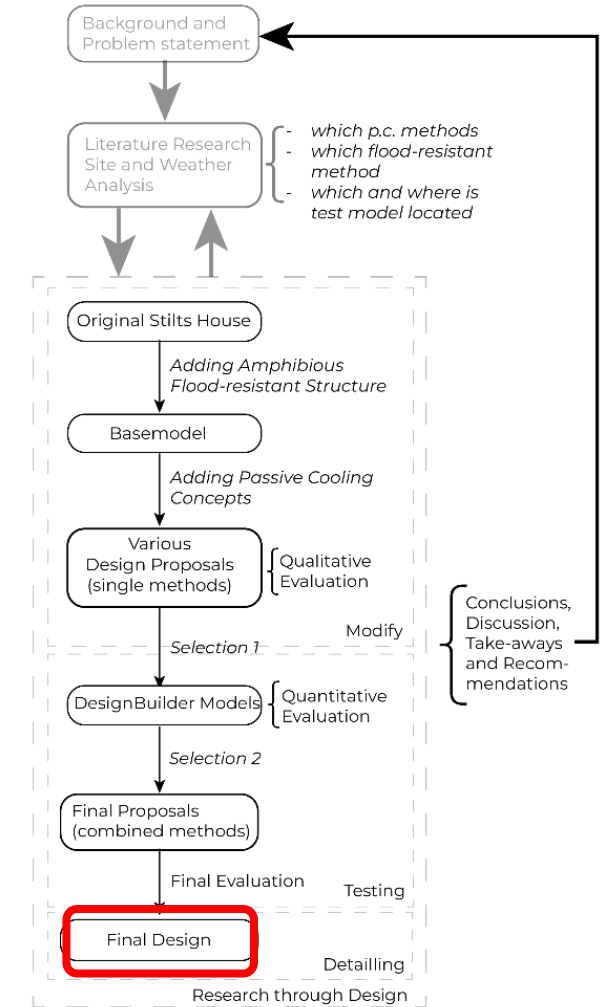 Background and
Problem statement
Literature Research
Site and Weather
Analysis
- which p.c. methods
- which flood-resistant
method
- which and where is
test model located
Original Stilts House
Adding Amphibious
Flood-resistant Structure
Basemodel
Adding Passive Cooling
Concepts
Various
Design Proposals
(single methods)
Qualitative
Evaluation
Modify
Selection 1
DesignBuilder Models
Quantitative
Evaluation
Selection 2
Final Proposals
(combined methods)
Final Evaluation
Testing
Final Design
Detailling
Research through Design
Conclusions,
Discussion,
Take-aways
and Recom-
mendations